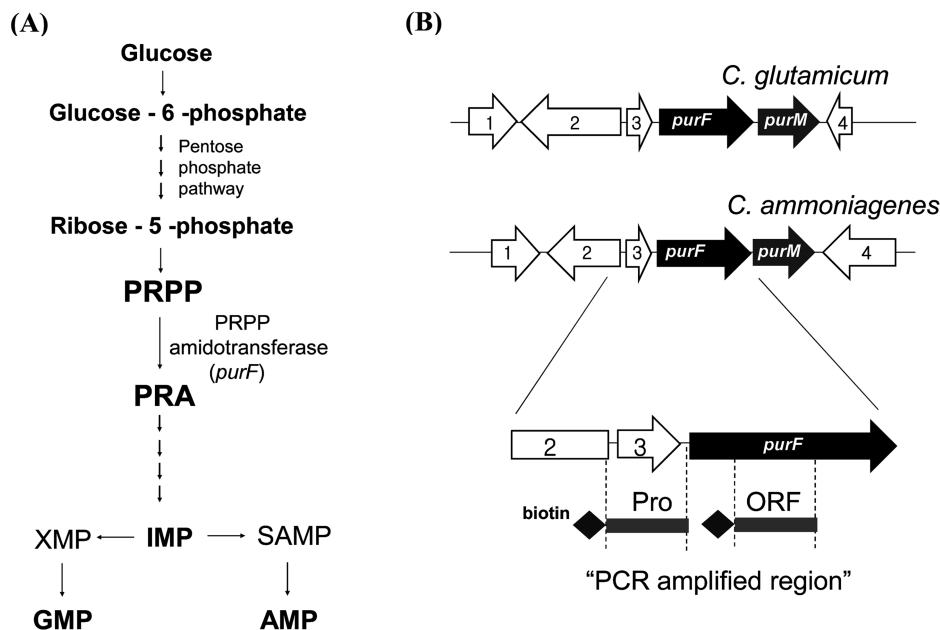 (A)
Glucose
Glucose - 6 -phosphate
Pentose
phosphate
pathway
Ribose - 5 -phosphate
PRPP
PRPP
amidotransferase
(purF)
PRA
XMP
IMP
SAMP
GMP
AMP
(B)
C. glutamicum
1
2
3
purF
purM
4
C. ammoniagenes
1
2
3
purF
purM
4
2
3
purF
biotin
Pro
ORF
“PCR amplified region”